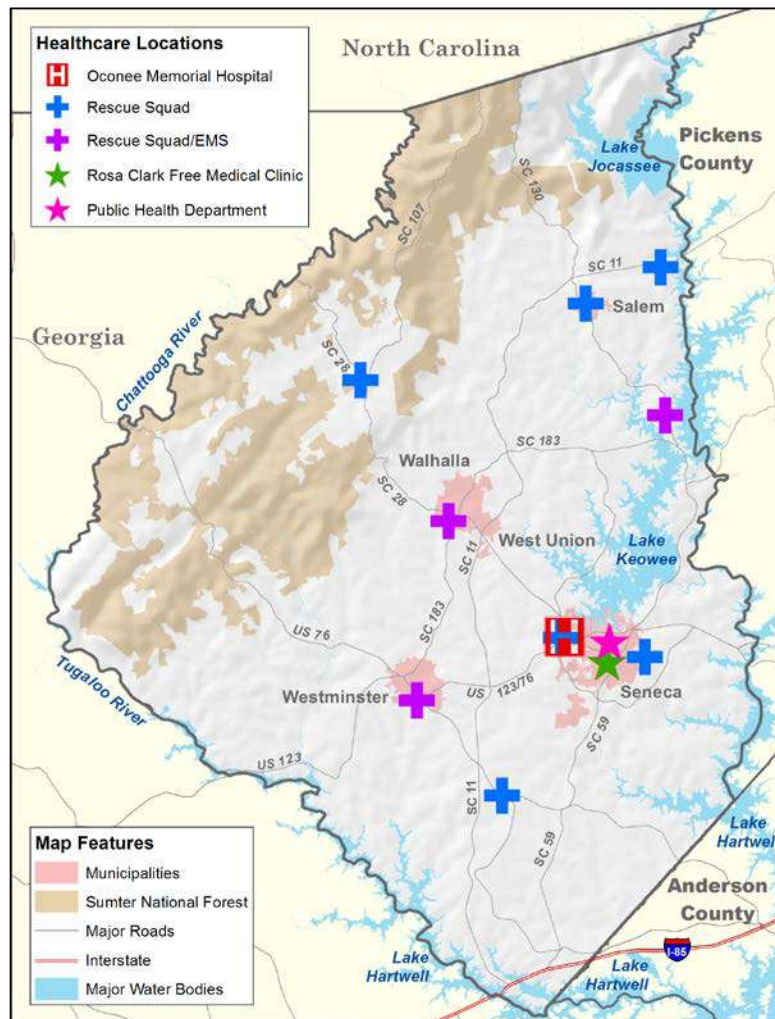 Healthcare Locations
Oconee Memorial Hospital
Rescue Squad
Rescue Squad/EMS
Rosa Clark Free Medical Clinic
Public Health Department
North Carolina
Pickens
County
Lake
Jocassee
SC 107
SC 130
SC 11
Salem
Georgia
Chattooga River
SC 28
SC 183
Walhalla
SC 28
West Union
SC 11
Lake
Keowee
SC 183
H
US 76
Westminster
US 123/76
Seneca
Tugaloo River
SC 59
US 123
SC 11
SC 59
Lake
Hartwell
Anderson
County
I-85
Lake
Hartwell
Lake
Hartwell
Map Features
Municipalities
Sumter National Forest
Major Roads
Interstate
Major Water Bodies